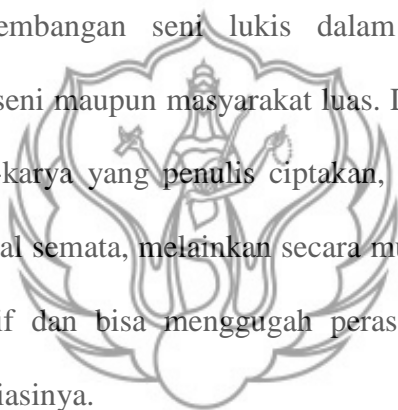 embangan seni lukis dalam
seni maupun masyarakat luas.
karya yang penulis ciptakan,
al semata, melainkan secara
if dan bisa menggugah peras
iasinya.